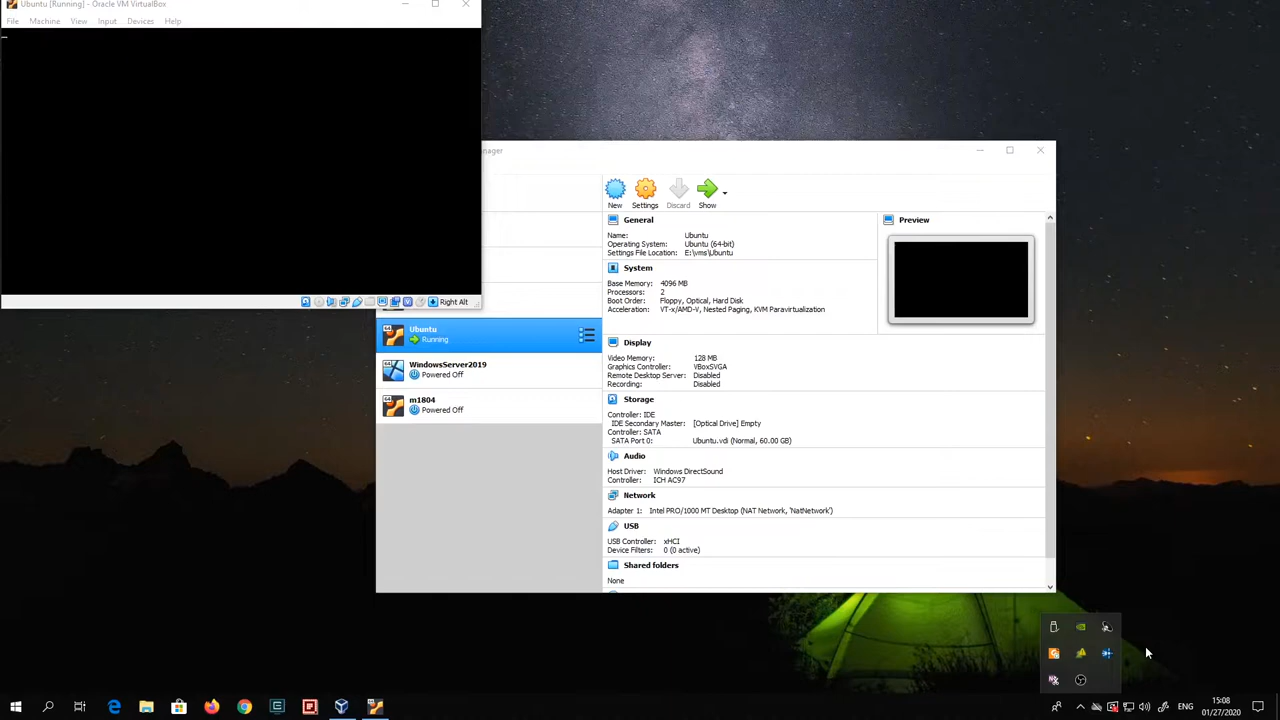 Ubuntu [Running] - Oracle VM VirtualBox
File Machine View Input Devices Help
Right Alt
nager
New Settings Discard Show
Ubuntu
Running
WindowsServer2019
Powered Off
m1804
Powered Off
General
Name: Ubuntu
Operating System: Ubuntu (64-bit)
Settings File Location: E:\vms\Ubuntu
System
Base Memory: 4096 MB
Processors: 2
Boot Order: Floppy, Optical, Hard Disk
Acceleration: VT-x/AMD-V, Nested Paging, KVM Paravirtualization
Preview
Display
Video Memory: 128 MB
Graphics Controller: VBoxSVGA
Remote Desktop Server: Disabled
Recording: Disabled
Storage
Controller: IDE
IDE Secondary Master: [Optical Drive] Empty
Controller: SATA
SATA Port 0: Ubuntu.vdi (Normal, 60.00 GB)
Audio
Host Driver: Windows DirectSound
Controller: ICH AC97
Network
Adapter 1: Intel PRO/1000 MT Desktop (NAT Network, 'NatNetwork')
USB
USB Controller: xHCI
Device Filters: 0 (0 active)
Shared folders
None
ENG
15:08
01/27/2020